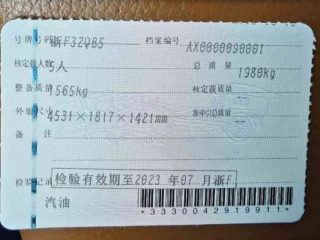 号牌号码 浙F32QB5 档案编号 AX0000090001
核定载人数 5人 总质量 1980kg
整备质量 1565kg 核定载质量
外廓尺寸 4531×1817×1421mm 准牵引总质量
备注
检验记录 检验有效期至2023年07月浙F
汽油
*3330042919911*